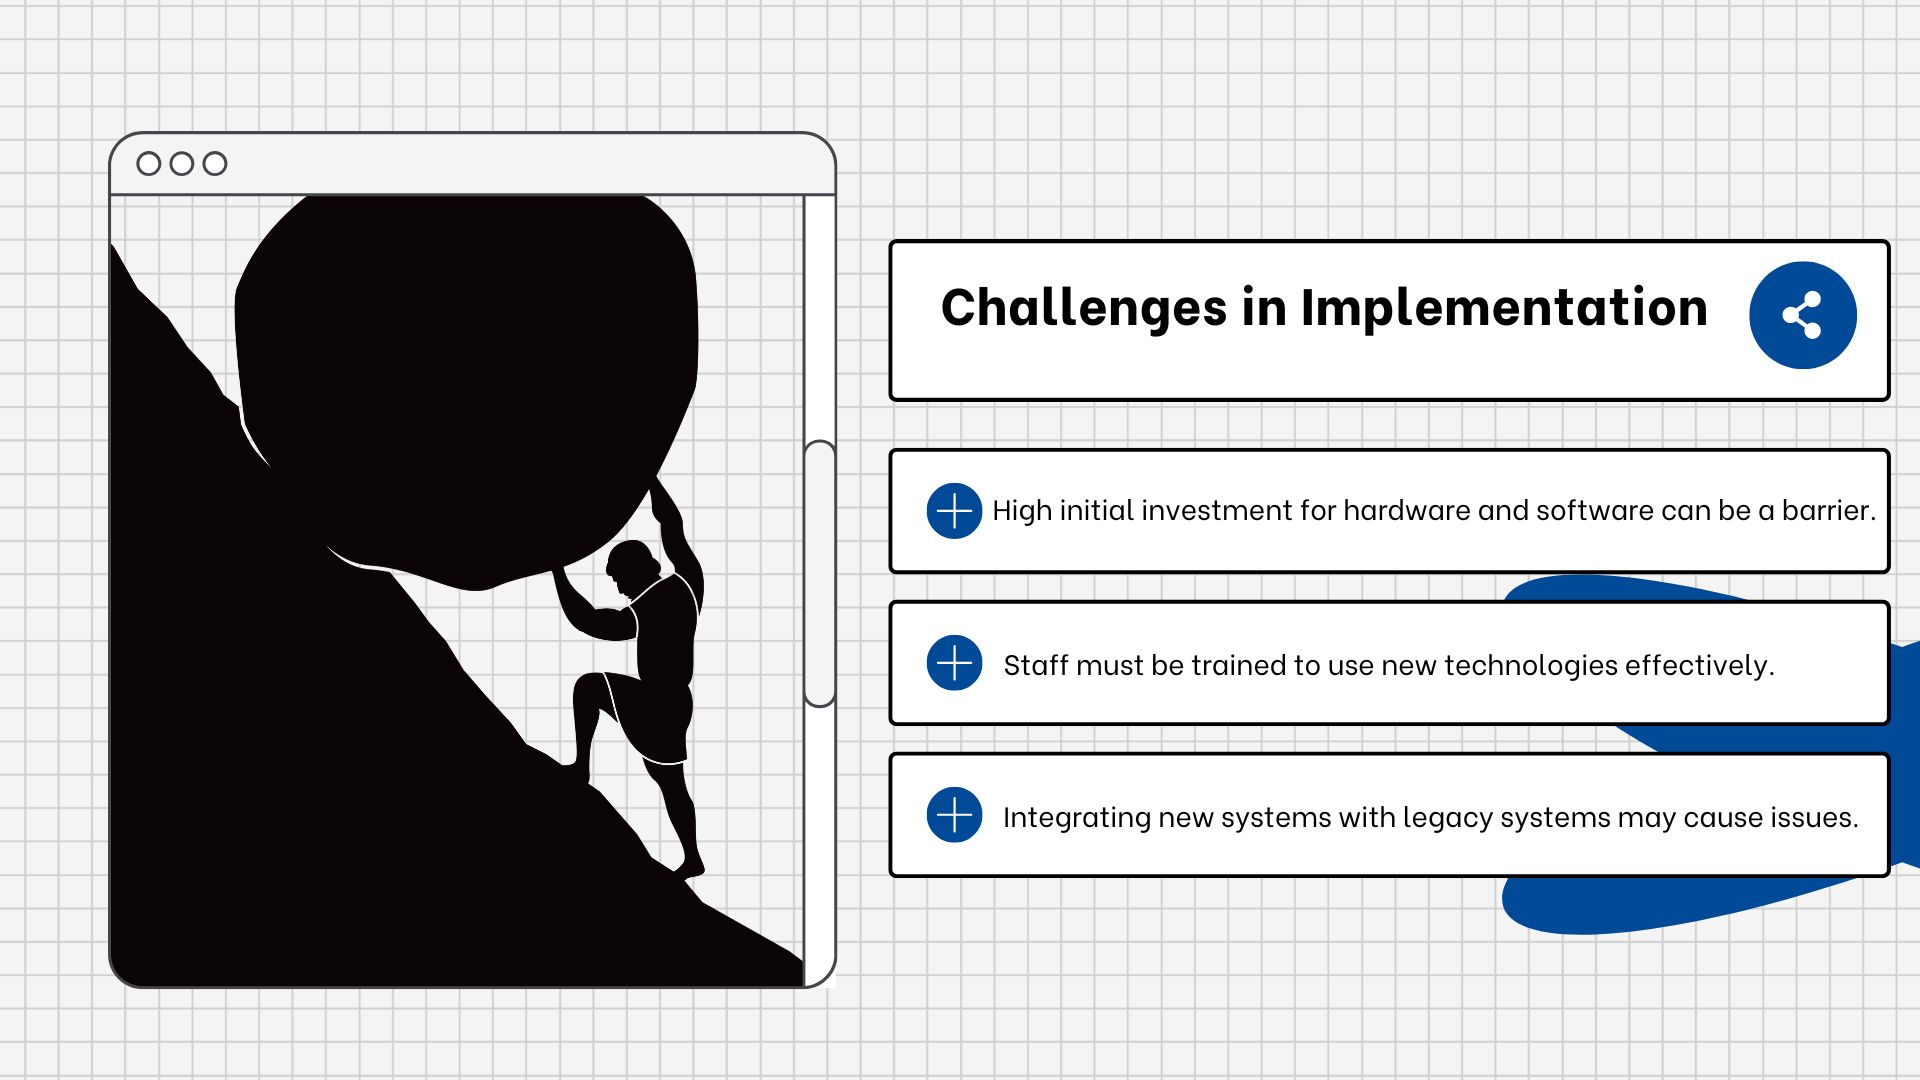 Challenges in Implementation
High initial investment for hardware and software can be a barrier.
Staff must be trained to use new technologies effectively.
Integrating new systems with legacy systems may cause issues.